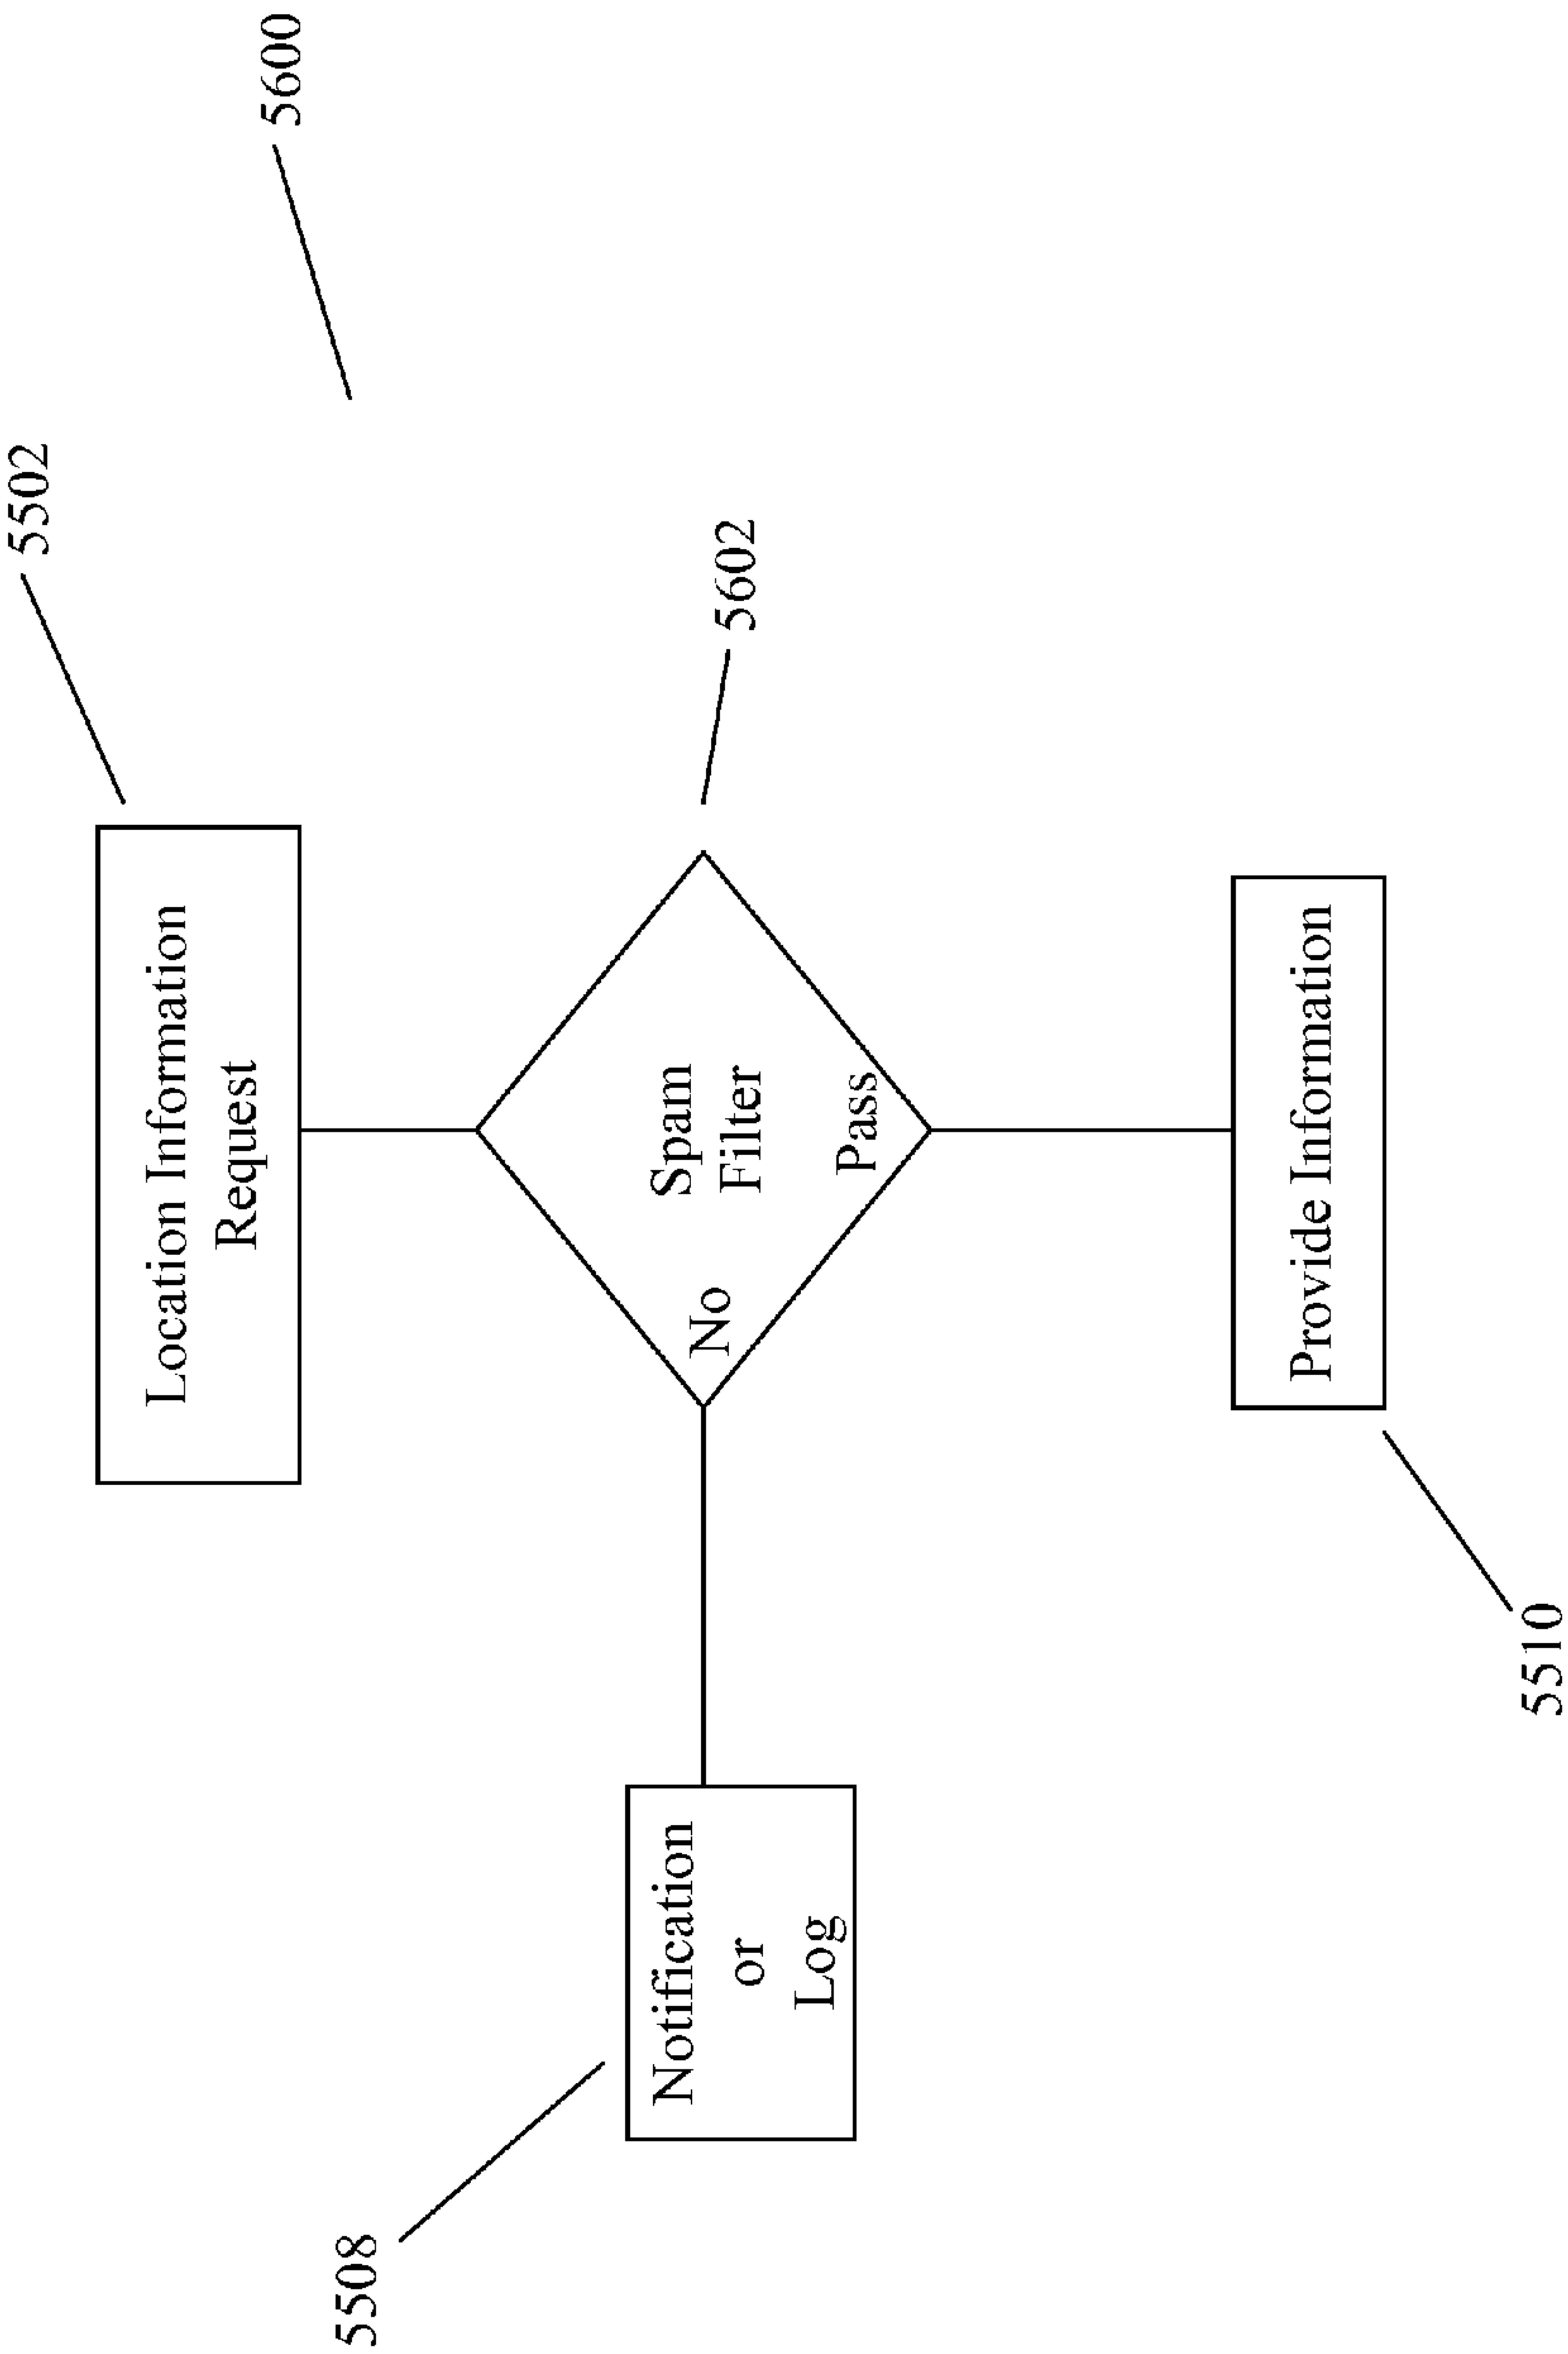 5502
5600
Location Information
Request
5602
Spam
Filter
No
Pass
5508
Notification
or
Log
Provide Information
5510